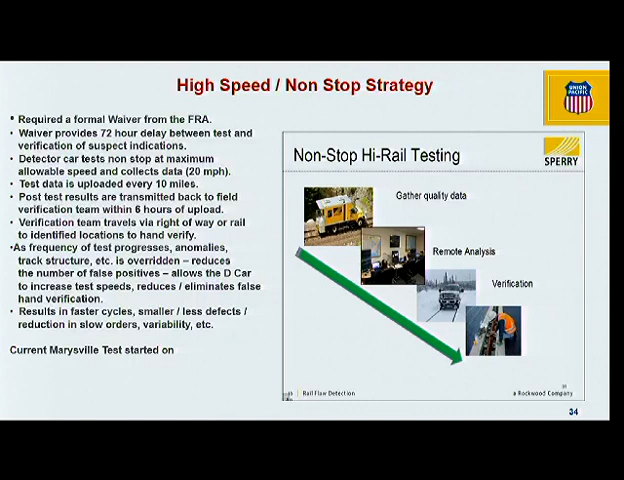 High Speed / Non Stop Strategy
UNION
PACIFIC
• Required a formal Waiver from the FRA.
• Waiver provides 72 hour delay between test and
verification of suspect indications.
• Detector car tests non stop at maximum
allowable speed and collects data (20 mph).
• Test data is uploaded every 10 miles.
• Post test results are transmitted back to field
verification team within 6 hours of upload.
• Verification team travels via right of way or rail
to identified locations to hand verify.
•As frequency of test progresses, anomalies,
track structure, etc. is overridden – reduces
the number of false positives – allows the D Car
to increase test speeds, reduces / eliminates false
hand verification.
• Results in faster cycles, smaller / less defects /
reduction in slow orders, variability, etc.
Current Marysville Test started on
Non-Stop Hi-Rail Testing
SPERRY
Gather quality data
Remote Analysis
Verification
Rail Flaw Detection
a Rockwood Company
34